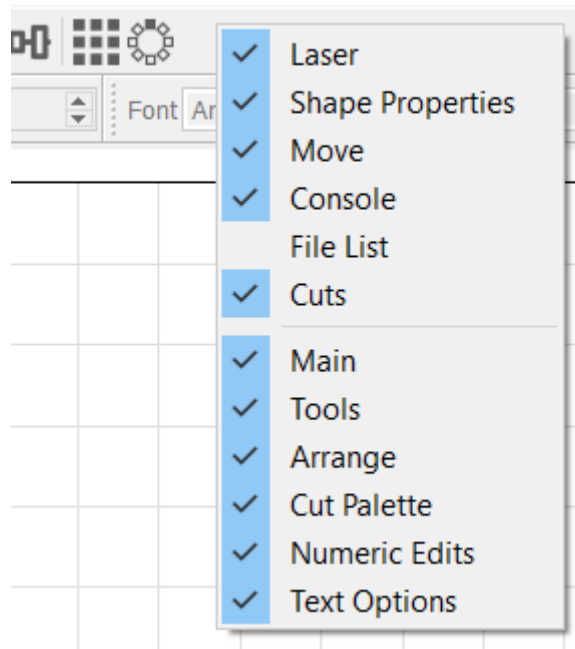 Font Ar
Laser
Shape Properties
Move
Console
File List
Cuts
Main
Tools
Arrange
Cut Palette
Numeric Edits
Text Options